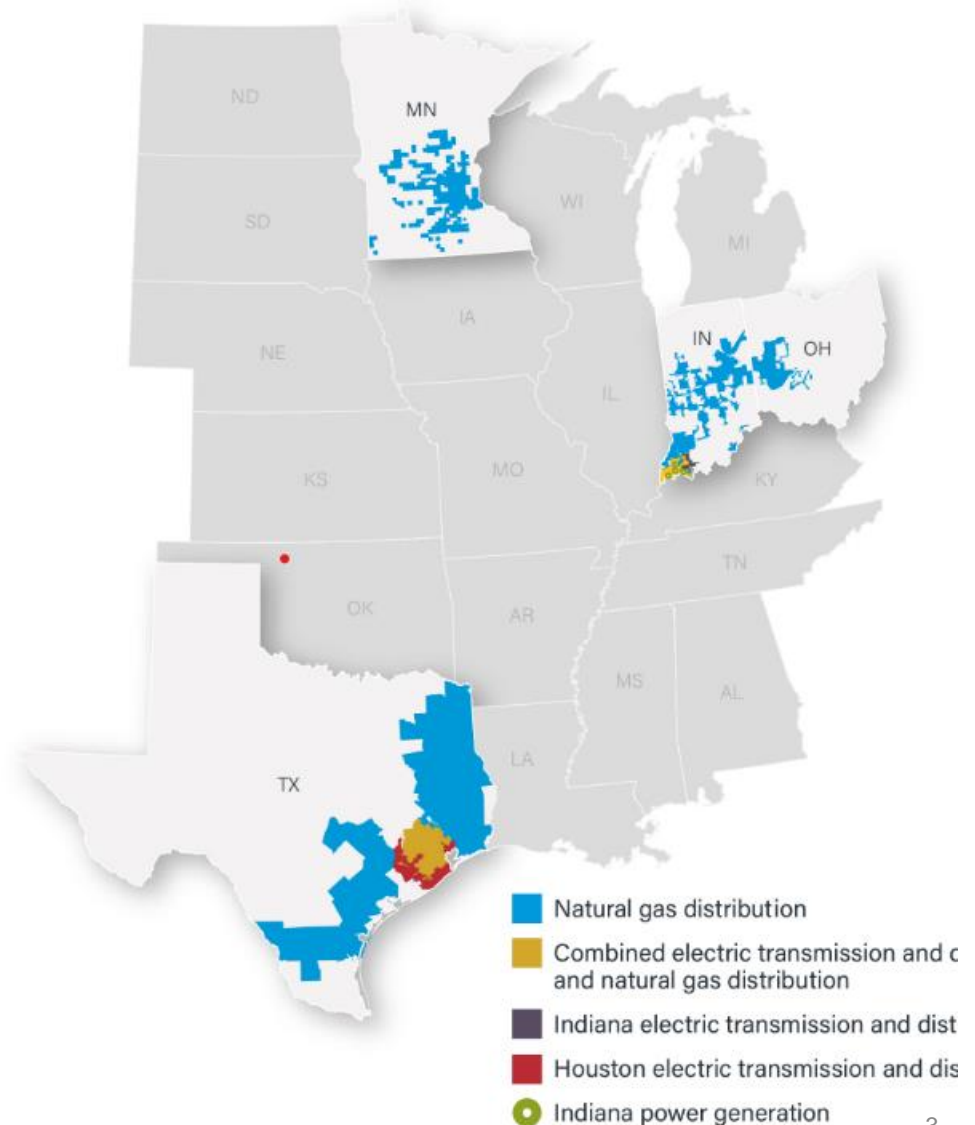 ND
MN
SD
WI
MI
IA
NE
IN
OH
IL
KS
MO
KY
TN
OK
AR
MS
AL
LA
TX
Natural gas distribution
Combined electric transmission and d
and natural gas distribution
Indiana electric transmission and dist
Houston electric transmission and dis
Indiana power generation
3